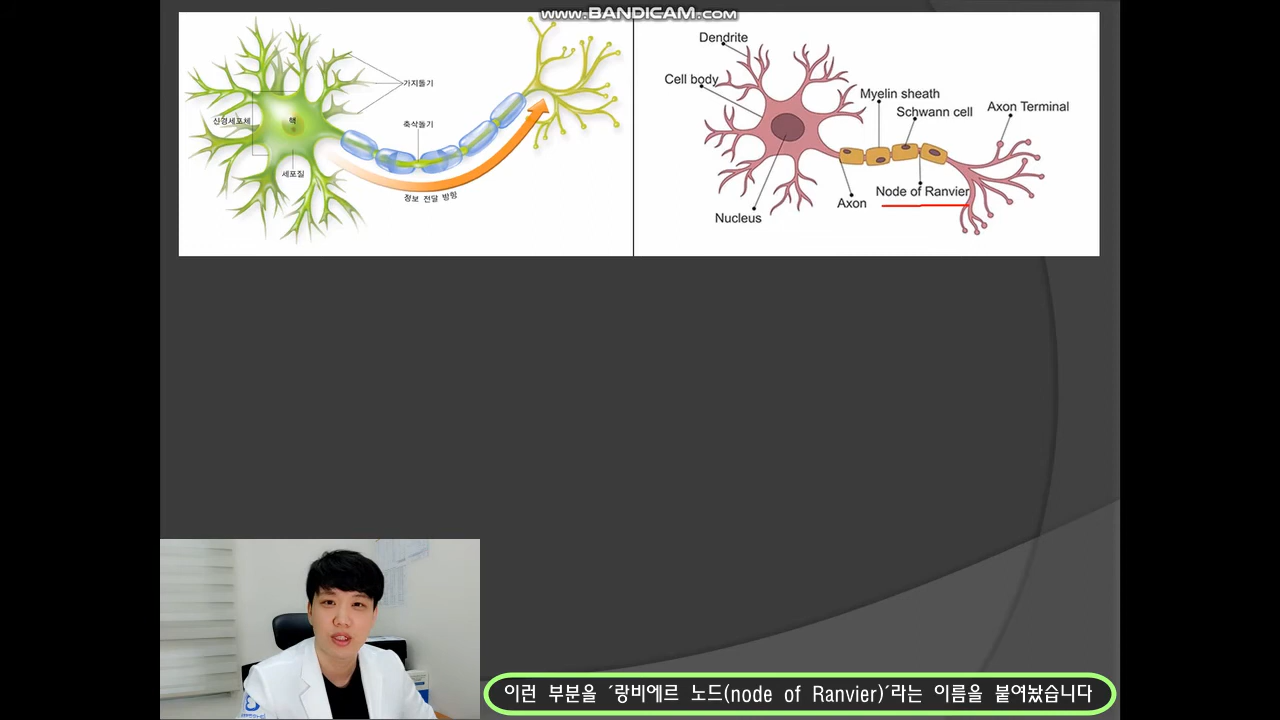 www.BANDICAM.com
가지돌기
신경세포체
핵
축삭돌기
세포질
정보 전달 방향
Dendrite
Cell body
Myelin sheath
Schwann cell
Axon Terminal
Node of Ranvier
Axon
Nucleus
이런 부분을 ´랑비에르 노드(node of Ranvier)´라는 이름을 붙여놨습니다